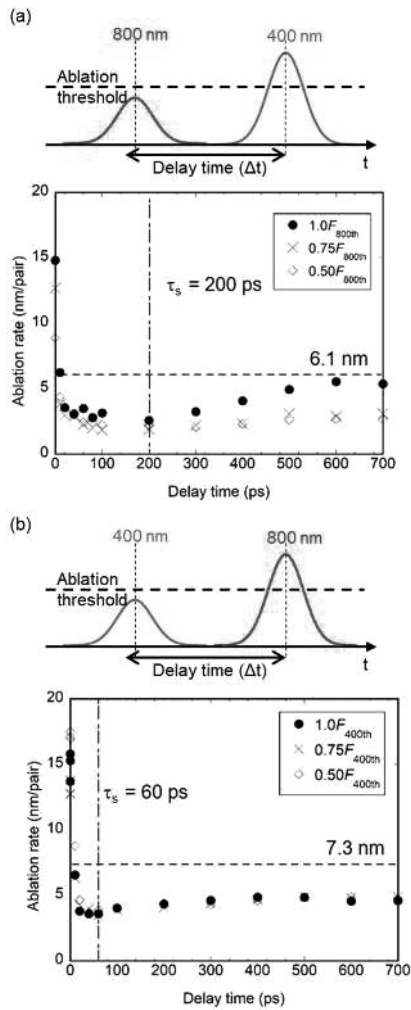 (a)
800 nm
400 nm
Ablation
threshold
Delay time (Δt)
t
20
15
10
5
0
Ablation rate (nm/pair)
1.0F800th
0.75F800th
0.50F800th
τs = 200 ps
6.1 nm
0 100 200 300 400 500 600 700
Delay time (ps)
(b)
400 nm
800 nm
Ablation
threshold
Delay time (Δt)
t
20
15
10
5
0
Ablation rate (nm/pair)
1.0F400th
0.75F400th
0.50F400th
τs = 60 ps
7.3 nm
0 100 200 300 400 500 600 700
Delay time (ps)